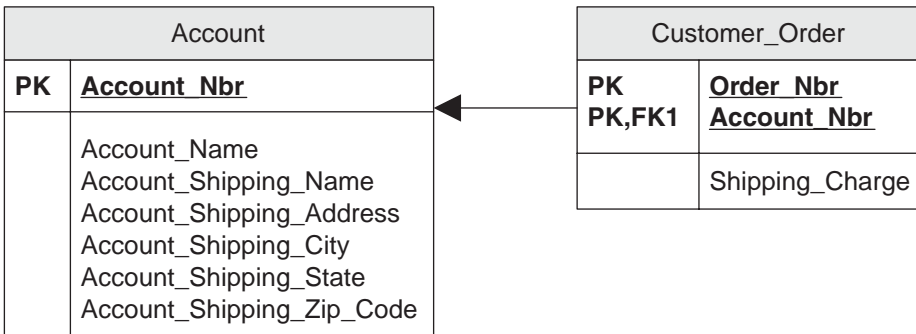 Account
PK Account_Nbr
Account_Name
Account_Shipping_Name
Account_Shipping_Address
Account_Shipping_City
Account_Shipping_State
Account_Shipping_Zip_Code
Customer_Order
PK Order_Nbr
PK,FK1 Account_Nbr
Shipping_Charge